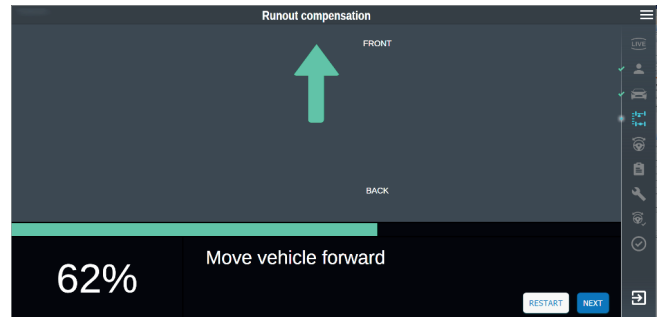 Runout compensation
FRONT
LIVE
BACK
62%
Move vehicle forward
RESTART
NEXT